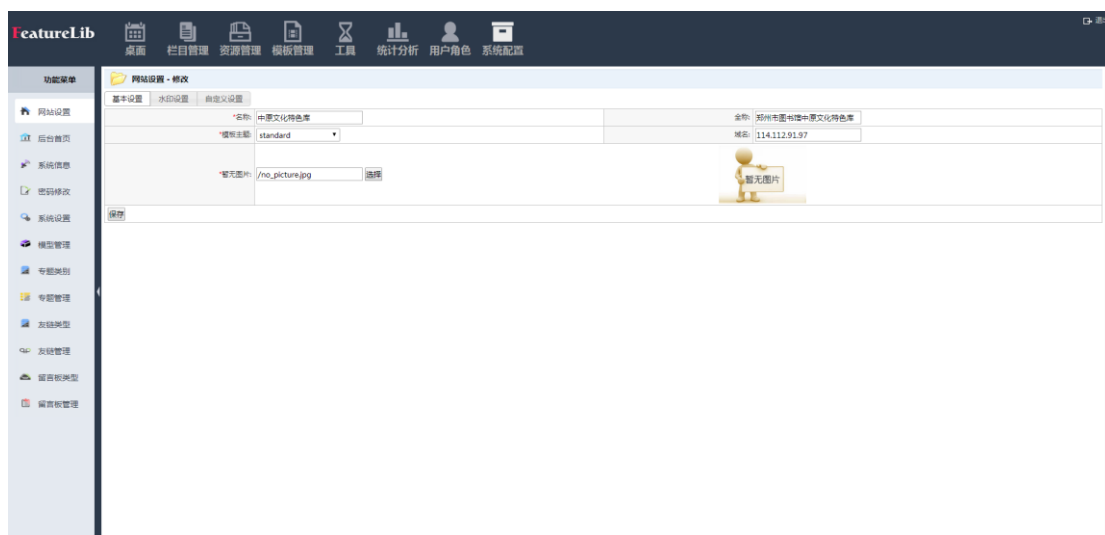 FeatureLib
桌面 栏目管理 资源管理 模板管理 工具 统计分析 用户角色 系统配置
功能菜单
网站设置 - 修改
基本设置 水印设置 自定义设置
*名称: 中原文化特色库 全称: 郑州市图书馆中原文化特色库
*模板主题: standard 域名: 114.112.91.97
*暂无图片: /no_picture.jpg 选择 暂无图片
保存
网站设置
后台首页
系统信息
密码修改
系统设置
模型管理
专题类别
专题管理
友链类型
友链管理
留言板类型
留言板管理